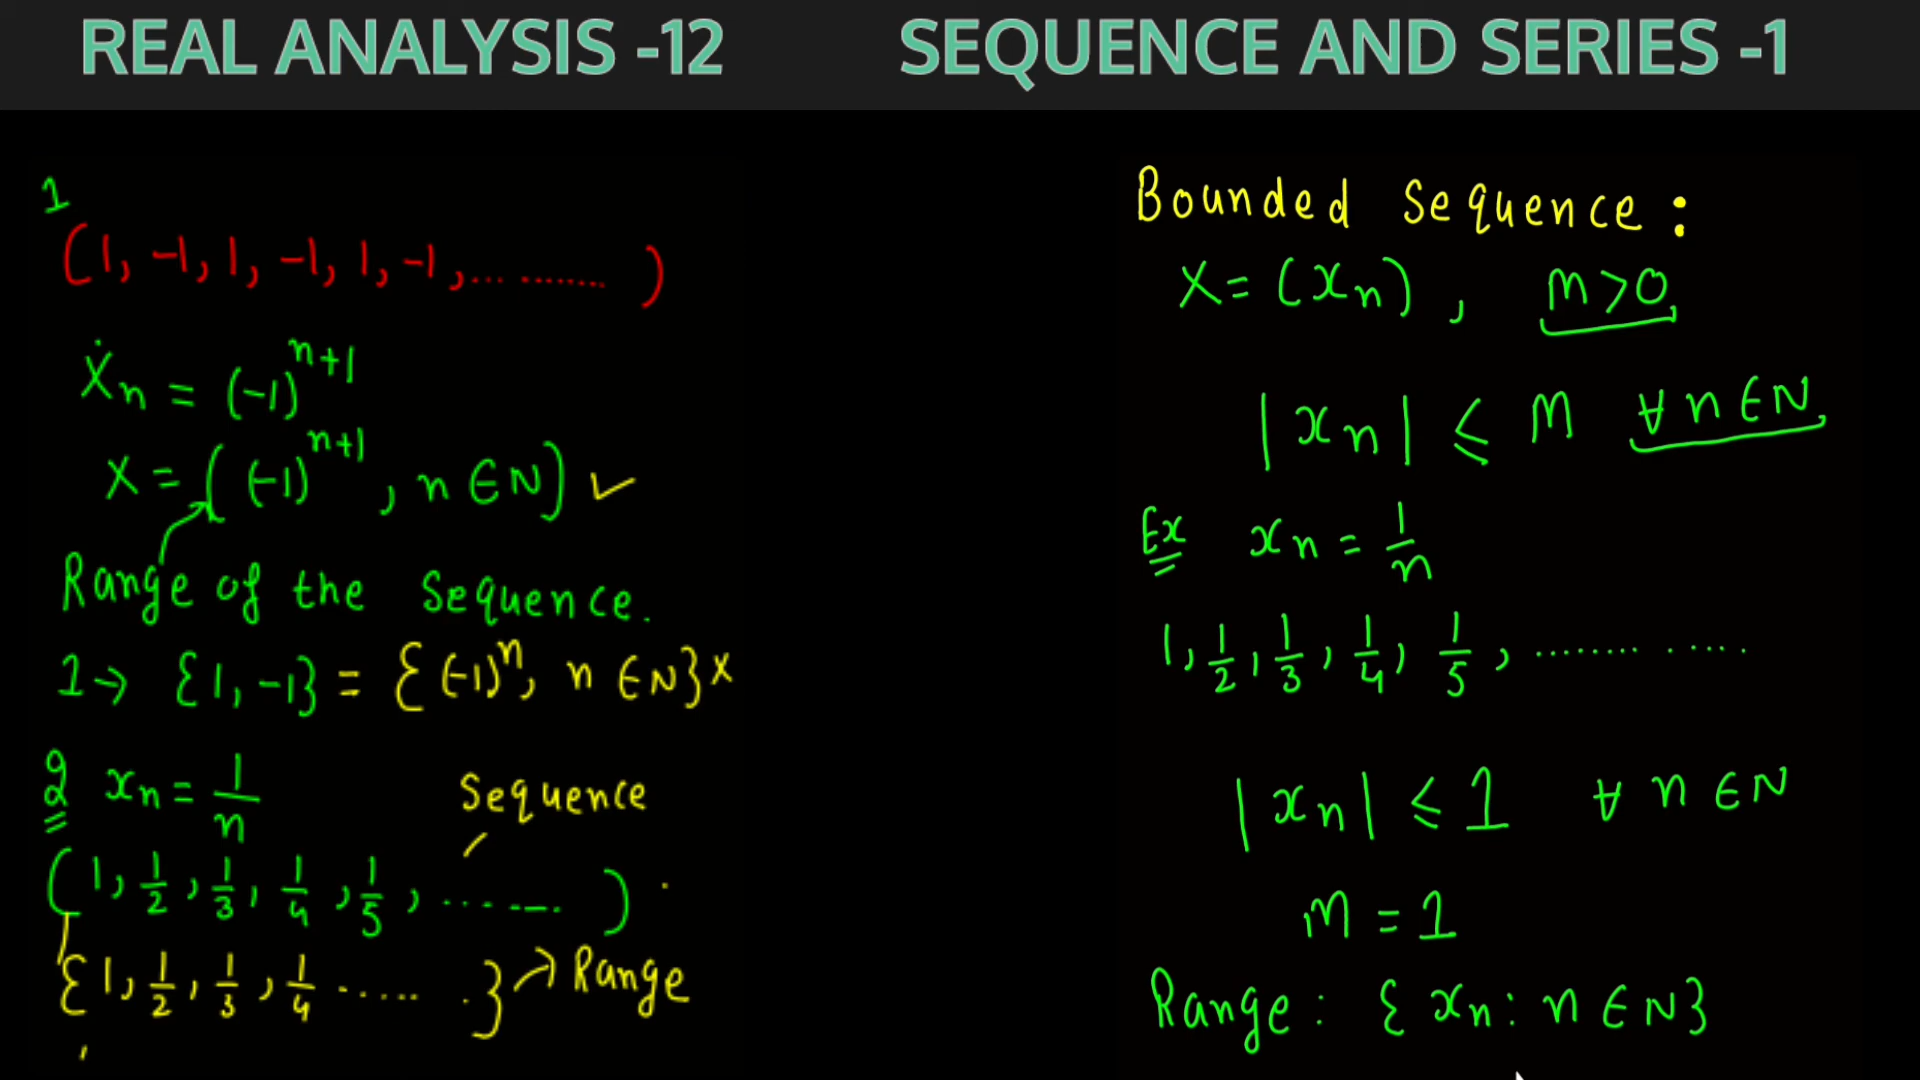 REAL ANALYSIS -12
SEQUENCE AND SERIES -1
1
(1, -1, 1, -1, 1, -1, ............ )
Xn = (-1)^{n+1}
X = ( (-1)^{n+1}, n ∈ N) ✓
Range of the Sequence.
1 → {1, -1} = {(-1)^n, n ∈ N} x
2 xn = 1/n
Sequence
(1, 1/2, 1/3, 1/4, 1/5, ........ )
{1, 1/2, 1/3, 1/4 ...... } → Range
Bounded Sequence :
X = (xn) , M>0
|xn| ≤ M ∀ n ∈ N
Ex xn = 1/n
1, 1/2, 1/3, 1/4, 1/5, .............
|xn| ≤ 1 ∀ n ∈ N
M = 1
Range : { xn : n ∈ N}